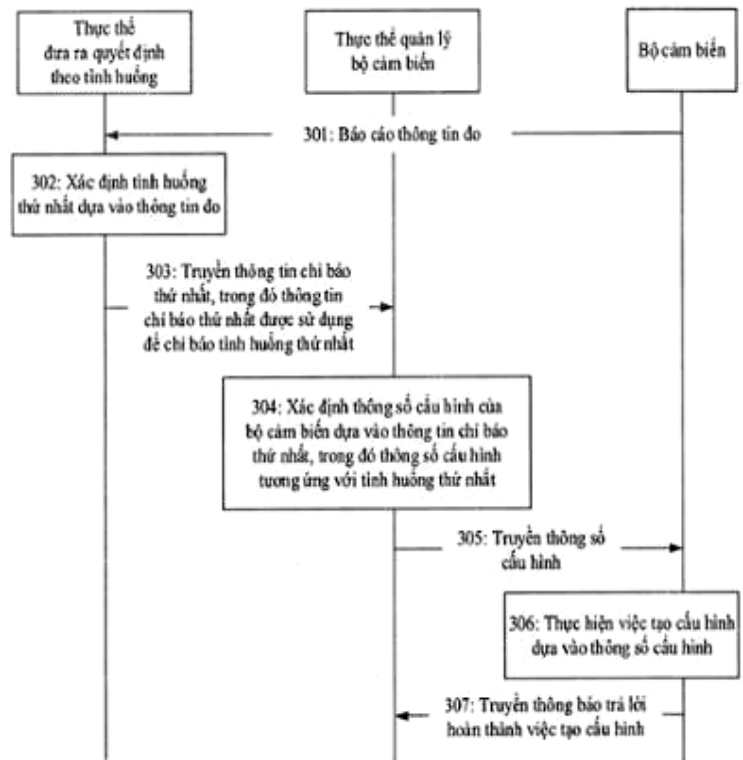 Thực thể
đưa ra quyết định
theo tình huống
Thực thể quản lý
bộ cảm biến
Bộ cảm biến
301: Báo cáo thông tin đo
302: Xác định tình huống
thứ nhất dựa vào thông tin đo
303: Truyền thông tin chỉ báo
thứ nhất, trong đó thông tin
chỉ báo thứ nhất được sử dụng
để chỉ báo tình huống thứ nhất
304: Xác định thông số cấu hình của
bộ cảm biến dựa vào thông tin chỉ báo
thứ nhất, trong đó thông số cấu hình
tương ứng với tình huống thứ nhất
305: Truyền thông số
cấu hình
306: Thực hiện việc tạo cấu hình
dựa vào thông số cấu hình
307: Truyền thông báo trả lời
hoàn thành việc tạo cấu hình